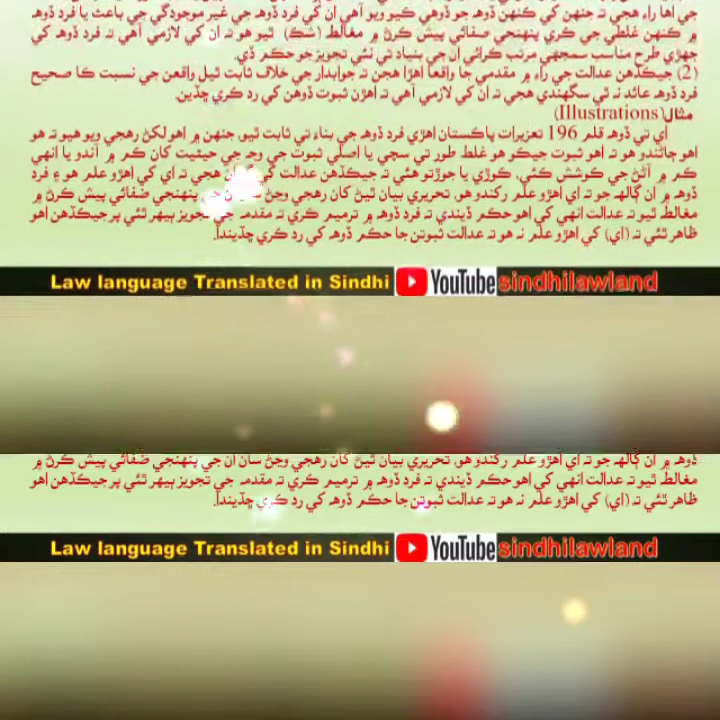 جي اها راءِ هجي تہ جنهن کي ڪنهن ڏوهہ جو ڏوهي ڪيو ويو آهي ان کي فرد ڏوهہ جي غير موجودگي جي باعث يا فرد ڏوهہ
۾ ڪنهن غلطي جي ڪري پنهنجي صفائي پيش ڪرڻ ۾ مغالط (شڪ) ٿيو هو تہ ان کي لازمي آهي تہ فرد ڏوهہ کي
جهڙي طرح مناسب سمجهي مرتب ڪرائي ان جي بنياد تي نئي تجويز جو حڪم ڏي.
(2) جيڪڏهن عدالت جي راءِ ۾ مقدمي جا واقعا اهڙا هجن تہ جوابدار جي خلاف ثابت ٿيل واقعن جي نسبت ڪا صحيح
فرد ڏوهہ عائد نہ ٿي سگهندي هجي تہ ان کي لازمي آهي تہ اهڙن ثبوت ڏوهن کي رد ڪري ڇڏين.
مثال (Illustrations)
اي تي ڏوهہ قلم 196 تعزيرات پاڪستان اهڙي فرد ڏوهہ جي بناء تي ثابت ٿيو، جنهن ۾ اهو لکڻ رهجي ويو هيو تہ هو
اهو ڄاڻندو هو تہ اهو ثبوت جيڪو هو غلط طور تي سچي يا اصلي ثبوت جي وجہ جي حيثيت کان ڪم ۾ آندو يا انهي
ڪم ۾ آڻڻ جي ڪوشش ڪئي، ڪوڙي يا جوڙتو هئي تہ جيڪڏهن عدالت کي هجي تہ اي کي اهڙو علم هو ۽ فرد
ڏوهہ ۾ ان ڳالهہ جو تہ اي اهڙو علم رکندو هو، تحريري بيان ٿيڻ کان رهجي وڃڻ پنهنجي صفائي پيش ڪرڻ ۾
مغالط ٿيو تہ عدالت انهي کي اهو حڪم ڏيندي تہ فرد ڏوهہ ۾ ترميم ڪري تہ مقدمہ جي تجويز ٻيهر ٿئي پر جيڪڏهن اهو
ظاهر ٿئي تہ (اي) کي اهڙو علم نہ هو تہ عدالت ثبوتن جا حڪم ڏوهہ کي رد ڪري ڇڏيندا.
Law language Translated in Sindhi YouTube sindhilawland
ڏوهہ ۾ ان ڳالهہ جو تہ اي اهڙو علم رکندو هو، تحريري بيان ٿيڻ کان رهجي وڃڻ سان ان جي پنهنجي صفائي پيش ڪرڻ ۾
مغالط ٿيو تہ عدالت انهي کي اهو حڪم ڏيندي تہ فرد ڏوهہ ۾ ترميم ڪري تہ مقدمہ جي تجويز ٻيهر ٿئي پر جيڪڏهن اهو
ظاهر ٿئي تہ (اي) کي اهڙو علم نہ هو تہ عدالت ثبوتن جا حڪم ڏوهہ کي رد ڪري ڇڏيندا.
Law language Translated in Sindhi YouTube sindhilawland